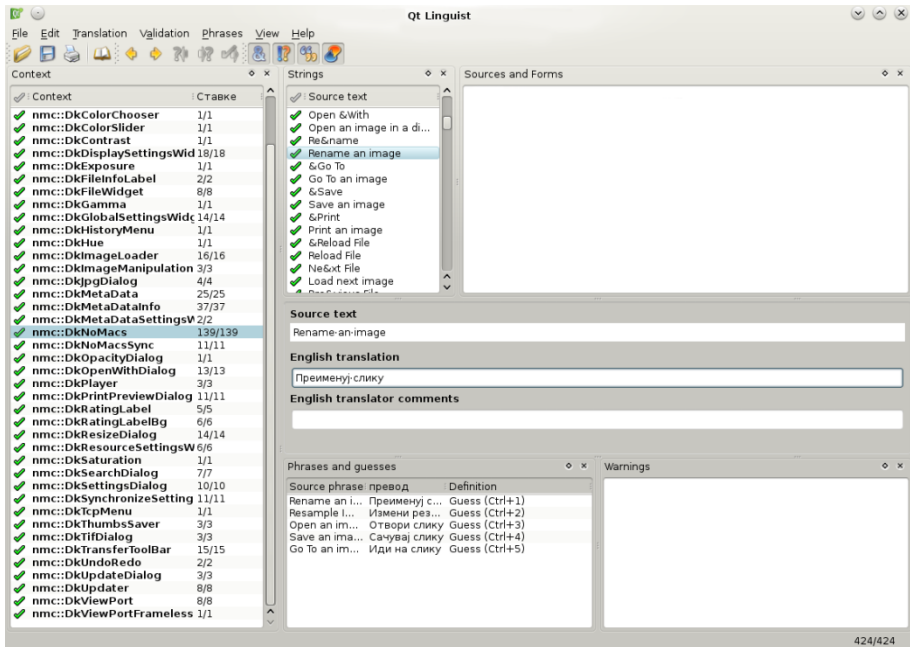 Qt Linguist
File Edit Translation Validation Phrases View Help
Context
Context Ставке
nmc::DkColorChooser 1/1
nmc::DkColorSlider 1/1
nmc::DkContrast 1/1
nmc::DkDisplaySettingsWid 18/18
nmc::DkExposure 1/1
nmc::DkFileInfoLabel 2/2
nmc::DkFileWidget 8/8
nmc::DkGamma 1/1
nmc::DkGlobalSettingsWidg 14/14
nmc::DkHistoryMenu 1/1
nmc::DkHue 1/1
nmc::DkImageLoader 16/16
nmc::DkImageManipulation 3/3
nmc::DkJpgDialog 4/4
nmc::DkMetaData 25/25
nmc::DkMetaDataInfo 37/37
nmc::DkMetaDataSettingsW 2/2
nmc::DkNoMacs 139/139
nmc::DkNoMacsSync 11/11
nmc::DkOpacityDialog 1/1
nmc::DkOpenWithDialog 13/13
nmc::DkPlayer 3/3
nmc::DkPrintPreviewDialog 11/11
nmc::DkRatingLabel 5/5
nmc::DkRatingLabelBg 6/6
nmc::DkResizeDialog 14/14
nmc::DkResourceSettingsW 6/6
nmc::DkSaturation 1/1
nmc::DkSearchDialog 7/7
nmc::DkSettingsDialog 10/10
nmc::DkSynchronizeSetting 11/11
nmc::DkTcpMenu 1/1
nmc::DkThumbsSaver 3/3
nmc::DkTifDialog 3/3
nmc::DkTransferToolBar 15/15
nmc::DkUndoRedo 2/2
nmc::DkUpdateDialog 3/3
nmc::DkUpdater 8/8
nmc::DkViewPort 8/8
nmc::DkViewPortFrameless 1/1
Strings
Source text
Open &With
Open an image in a di...
Re&name
Rename an image
&Go To
Go To an image
&Save
Save an image
&Print
Print an image
&Reload File
Reload File
Ne&xt File
Load next image
Sources and Forms
Source text
Rename·an·image
English translation
Преименуј·слику
English translator comments
Phrases and guesses
Source phrase превод Definition
Rename an i... Преименуј с... Guess (Ctrl+1)
Resample I... Измени рез... Guess (Ctrl+2)
Open an im... Отвори слику Guess (Ctrl+3)
Save an ima... Сачувај слику Guess (Ctrl+4)
Go To an im... Иди на слику Guess (Ctrl+5)
Warnings
424/424